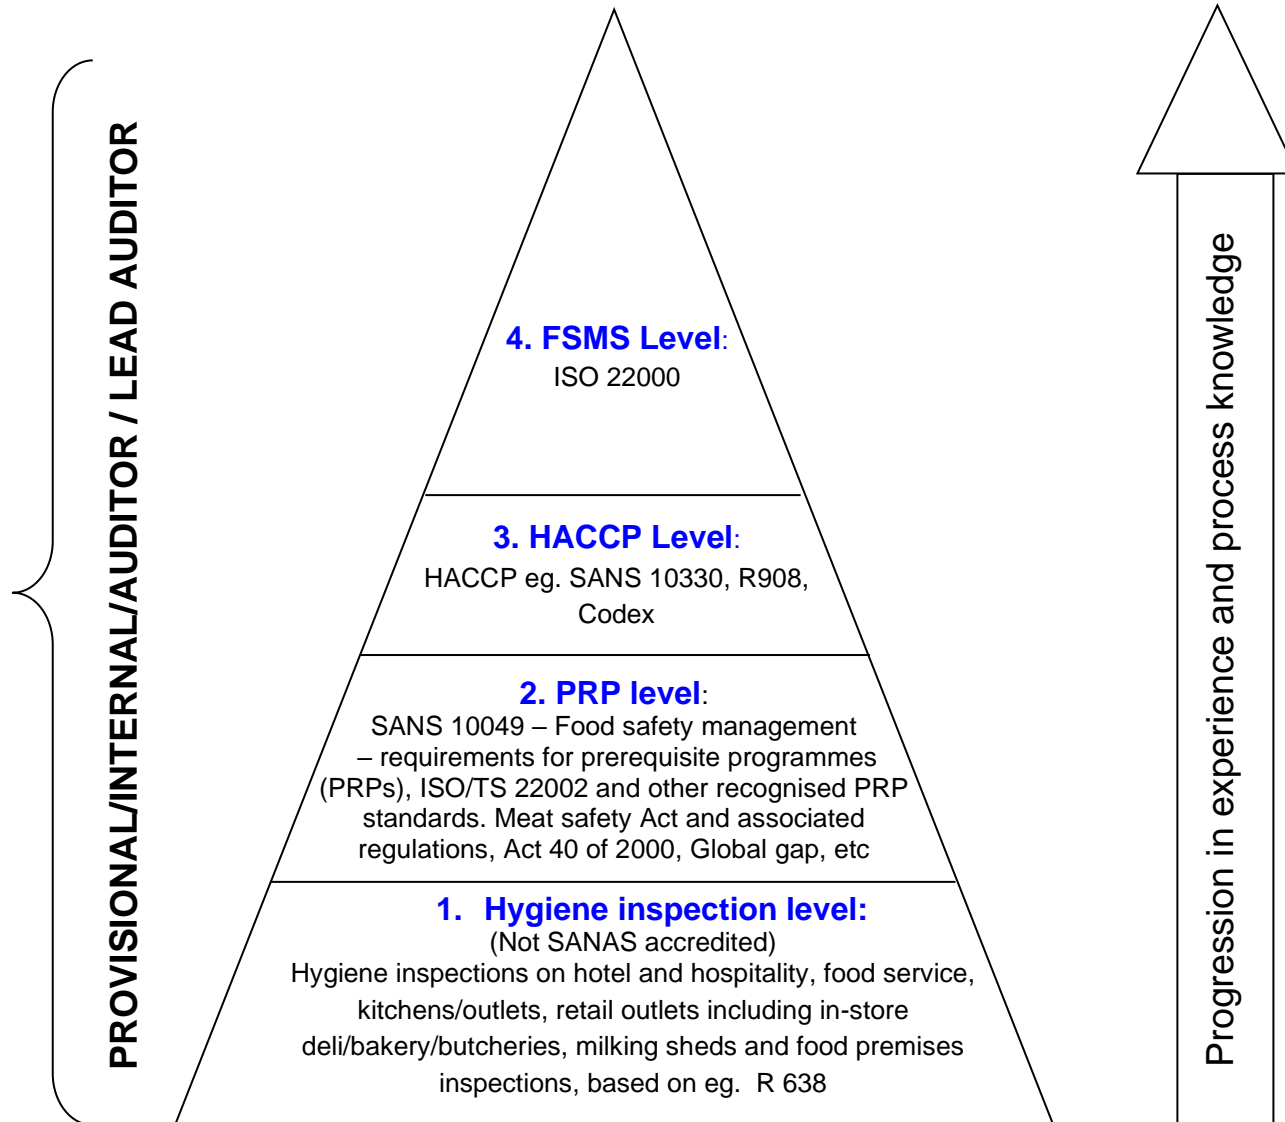 PROVISIONAL/INTERNAL/AUDITOR / LEAD AUDITOR
4. FSMS Level:
ISO 22000
3. HACCP Level:
HACCP eg. SANS 10330, R908,
Codex
2. PRP level:
SANS 10049 – Food safety management
– requirements for prerequisite programmes
(PRPs), ISO/TS 22002 and other recognised PRP
standards. Meat safety Act and associated
regulations, Act 40 of 2000, Global gap, etc
1. Hygiene inspection level:
(Not SANAS accredited)
Hygiene inspections on hotel and hospitality, food service,
kitchens/outlets, retail outlets including in-store
deli/bakery/butcheries, milking sheds and food premises
inspections, based on eg. R 638
Progression in experience and process knowledge